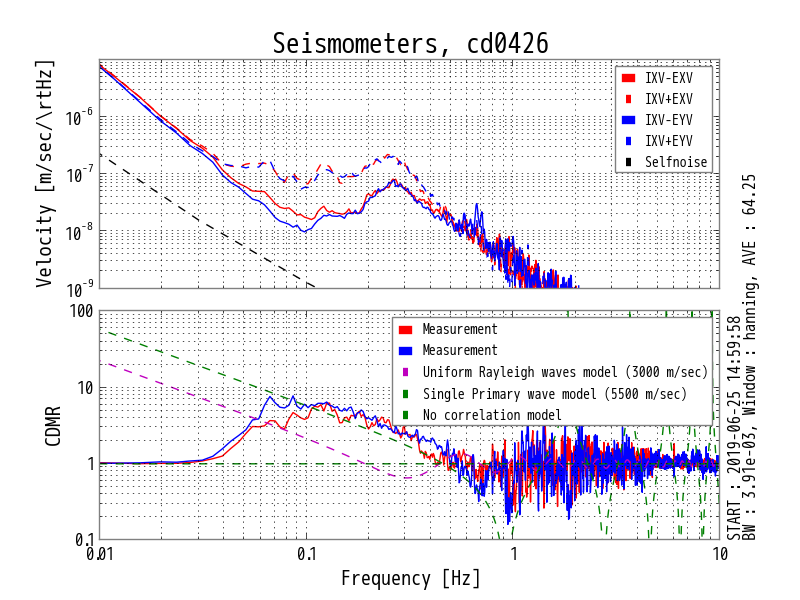 Seismometers, cd0426
Velocity [m/sec/\rtHz]
10^-6
10^-7
10^-8
10^-9
IXV-EXV
IXV+EXV
IXV-EYV
IXV+EYV
Selfnoise
CDMR
100
10
1
0.1
Measurement
Measurement
Uniform Rayleigh waves model (3000 m/sec)
Single Primary wave model (5500 m/sec)
No correlation model
0.01
0.1
1
10
Frequency [Hz]
START : 2019-06-25 14:59:58
BW : 3.91e-03, Window : hanning, AVE : 64.25